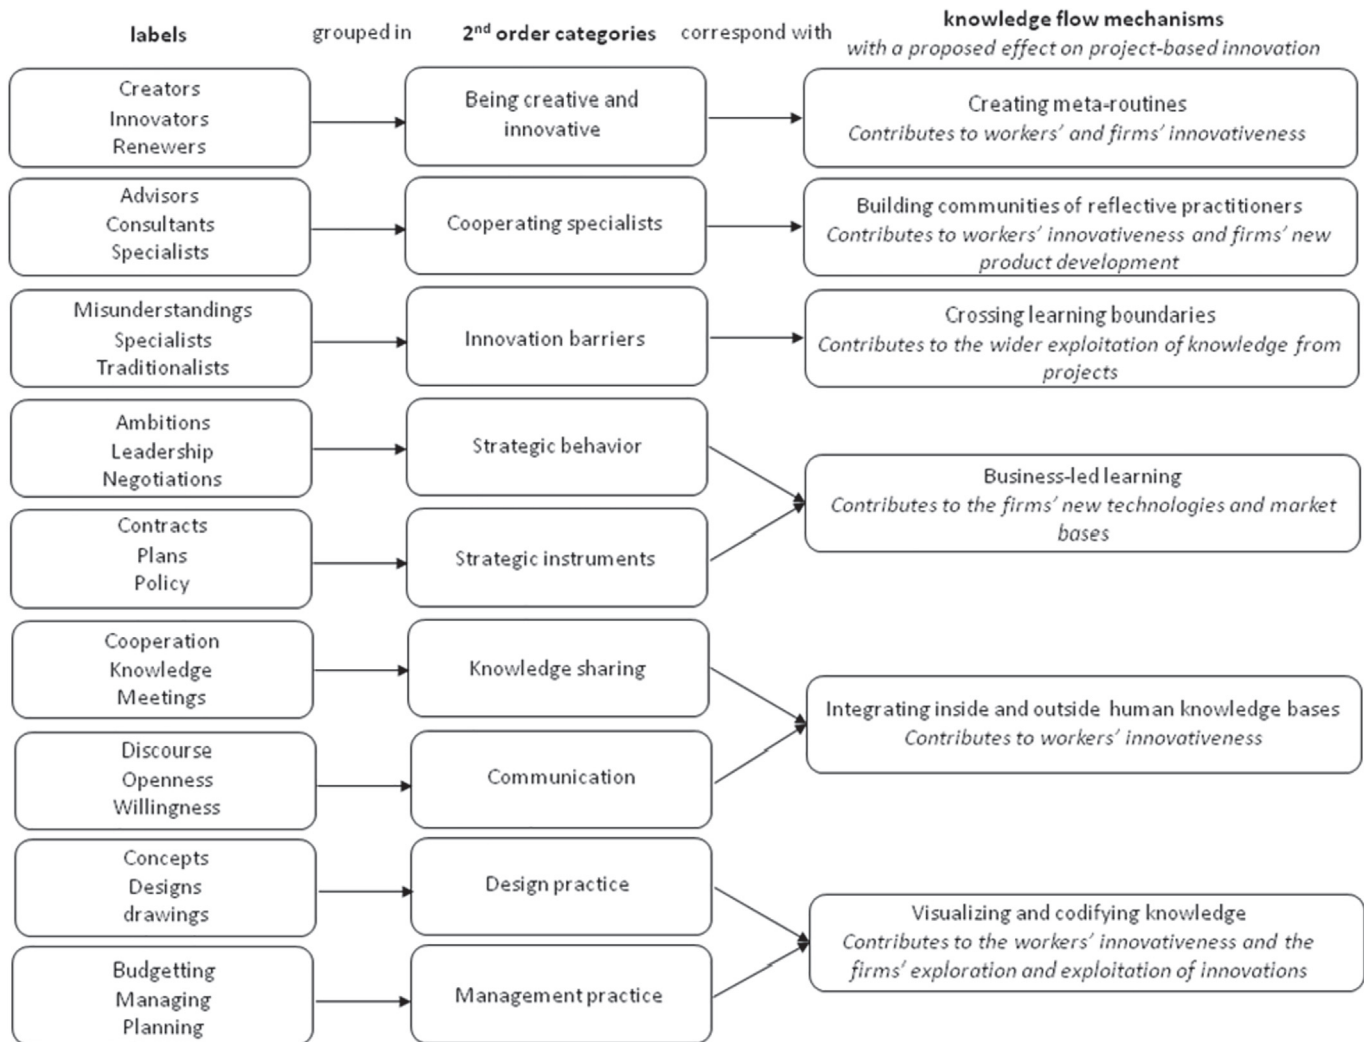 labels
grouped in
2nd order categories
correspond with
knowledge flow mechanisms
with a proposed effect on project-based innovation
Creators
Innovators
Renewers
Being creative and
innovative
Creating meta-routines
Contributes to workers' and firms' innovativeness
Advisors
Consultants
Specialists
Cooperating specialists
Building communities of reflective practitioners
Contributes to workers' innovativeness and firms' new
product development
Misunderstandings
Specialists
Traditionalists
Innovation barriers
Crossing learning boundaries
Contributes to the wider exploitation of knowledge from
projects
Ambitions
Leadership
Negotiations
Strategic behavior
Contracts
Plans
Policy
Strategic instruments
Business-led learning
Contributes to the firms' new technologies and market
bases
Cooperation
Knowledge
Meetings
Knowledge sharing
Discourse
Openness
Willingness
Communication
Integrating inside and outside human knowledge bases
Contributes to workers' innovativeness
Concepts
Designs
drawings
Design practice
Budgetting
Managing
Planning
Management practice
Visualizing and codifying knowledge
Contributes to the workers' innovativeness and the
firms' exploration and exploitation of innovations